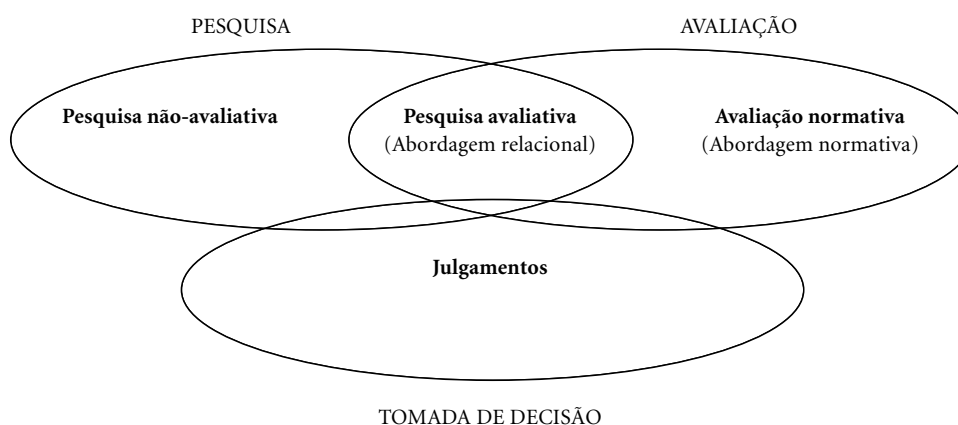 PESQUISA
AVALIAÇÃO
Pesquisa não-avaliativa
Pesquisa avaliativa
(Abordagem relacional)
Avaliação normativa
(Abordagem normativa)
Julgamentos
TOMADA DE DECISÃO